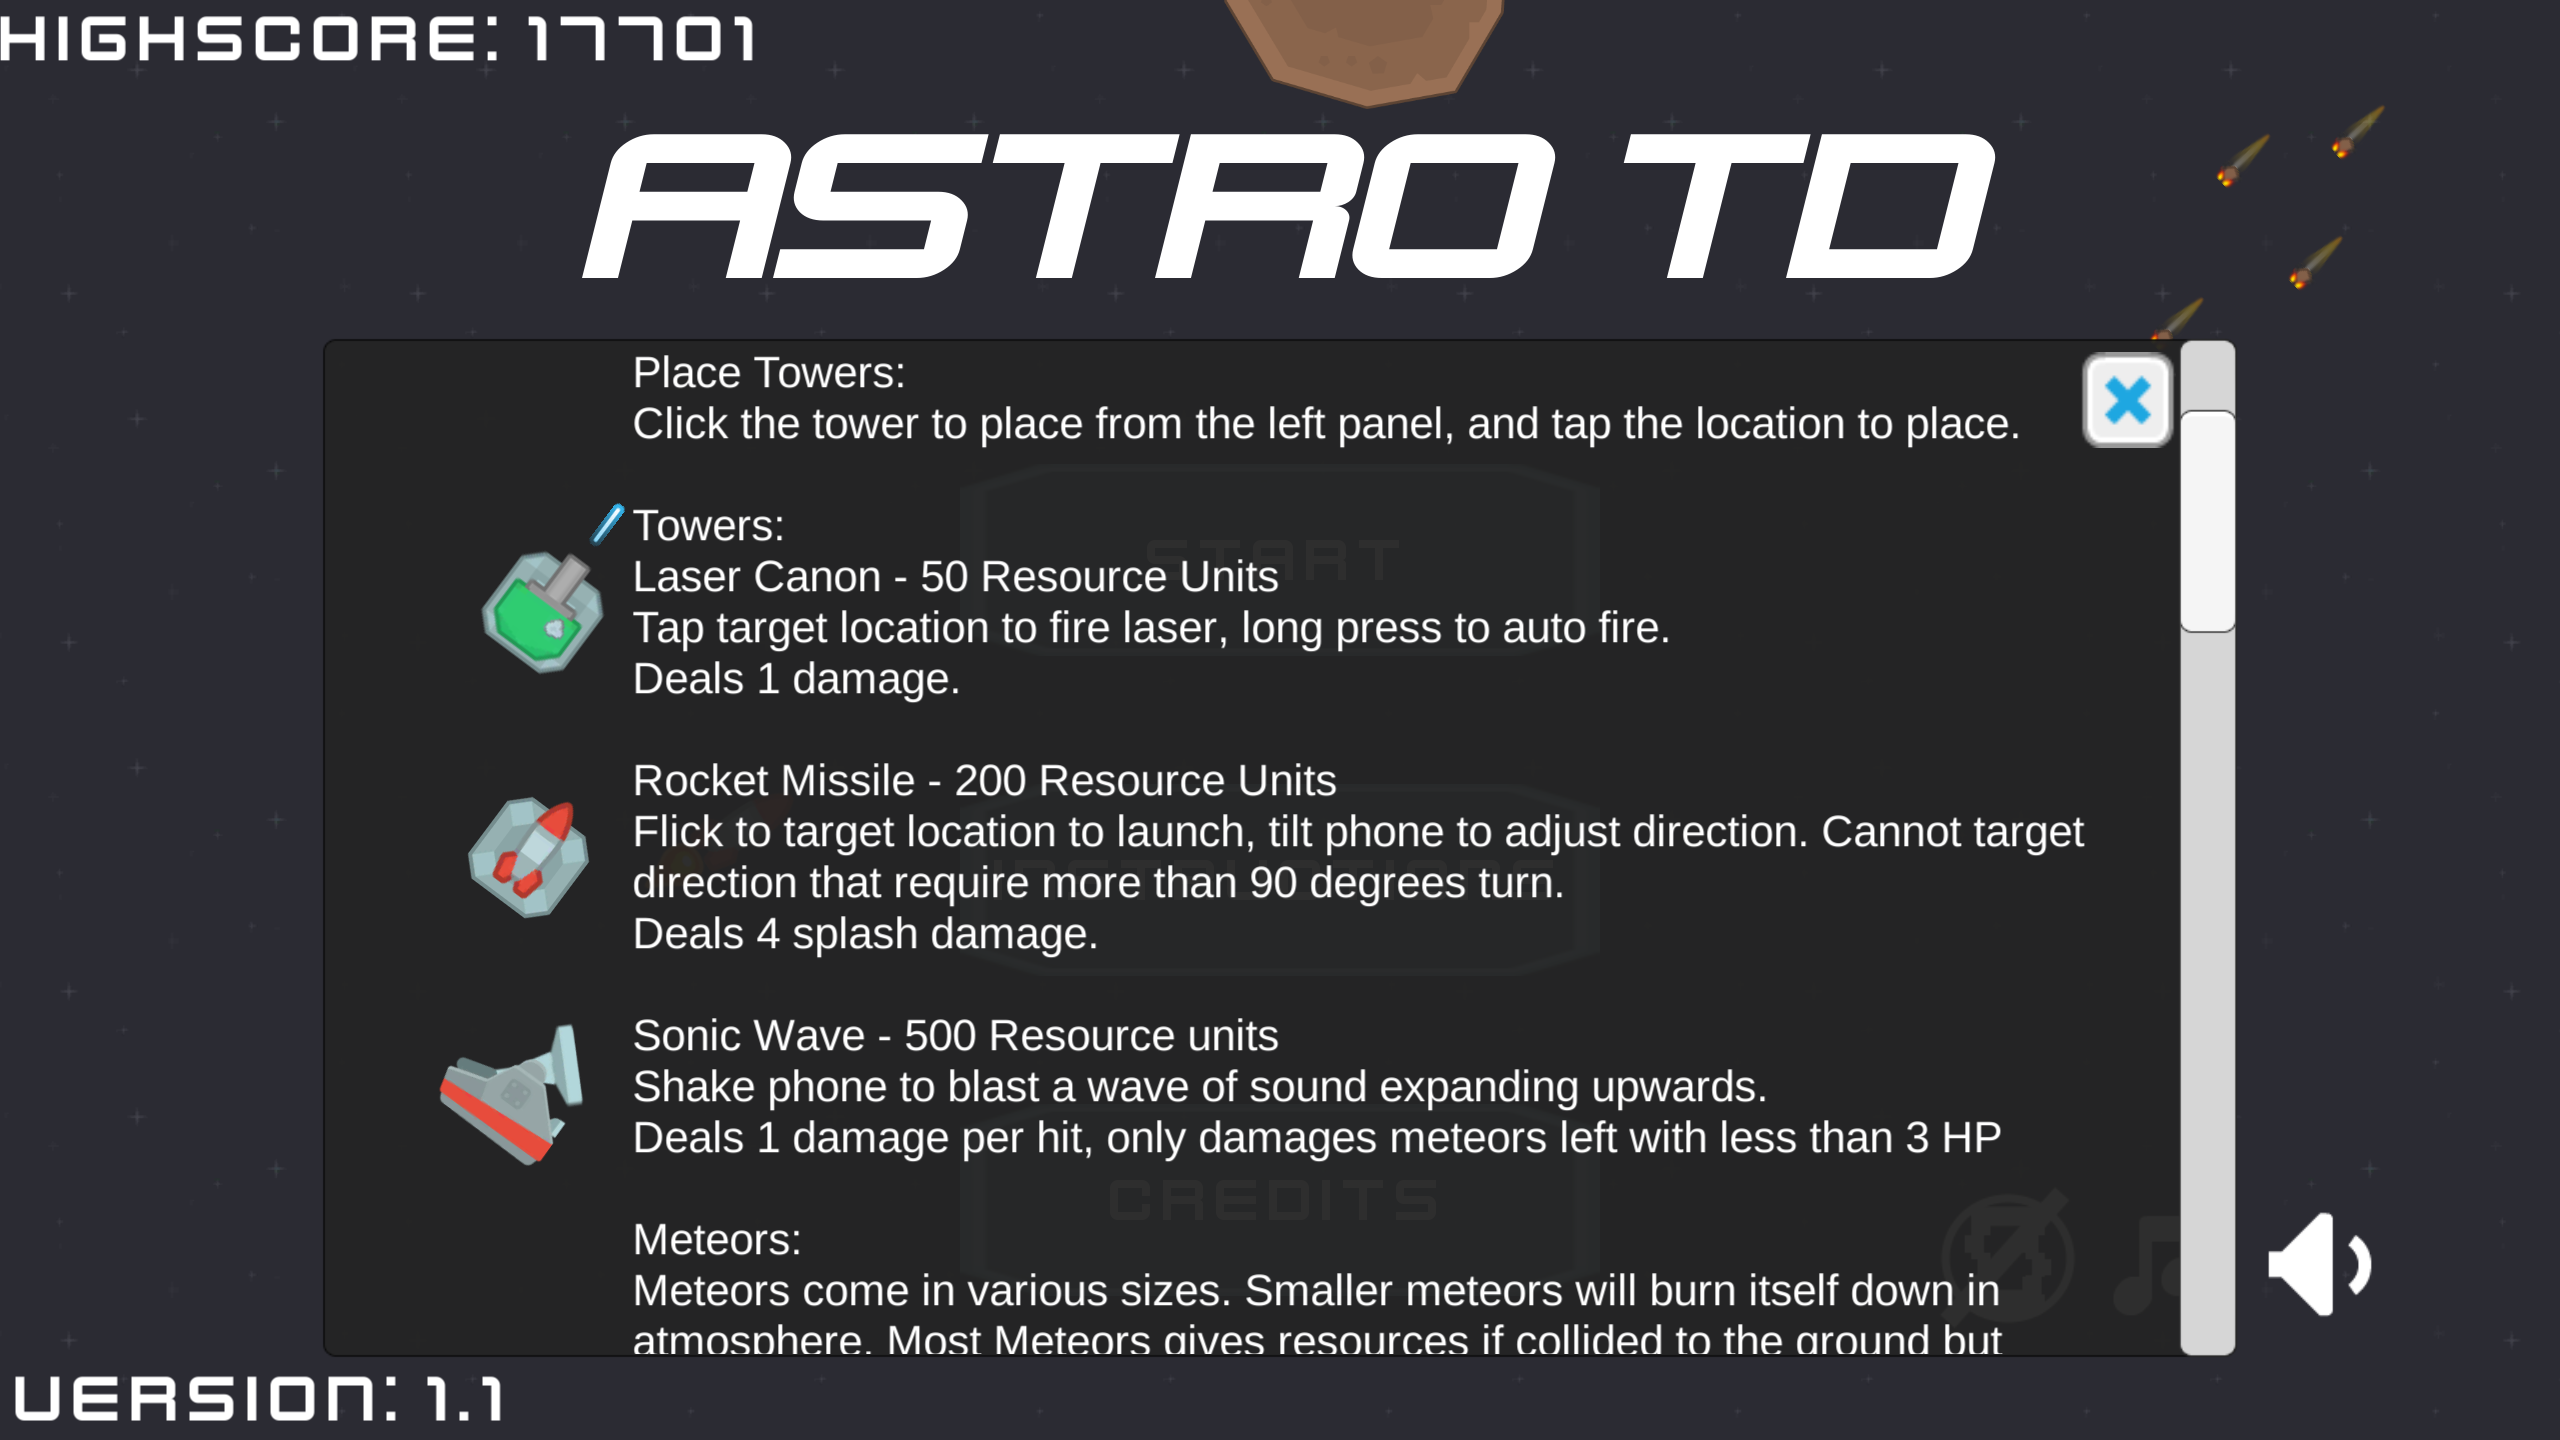 HIGHSCORE: 17701
ASTRO TD
Place Towers:
Click the tower to place from the left panel, and tap the location to place.
Towers:
START
Laser Canon - 50 Resource Units
Tap target location to fire laser, long press to auto fire.
Deals 1 damage.
Rocket Missile - 200 Resource Units
Flick to target location to launch, tilt phone to adjust direction. Cannot target
direction that require more than 90 degrees turn.
Deals 4 splash damage.
Sonic Wave - 500 Resource units
Shake phone to blast a wave of sound expanding upwards.
Deals 1 damage per hit, only damages meteors left with less than 3 HP
CREDITS
Meteors:
Meteors come in various sizes. Smaller meteors will burn itself down in
atmosphere. Most Meteors gives resources if collided to the ground but
VERSION: 1.1